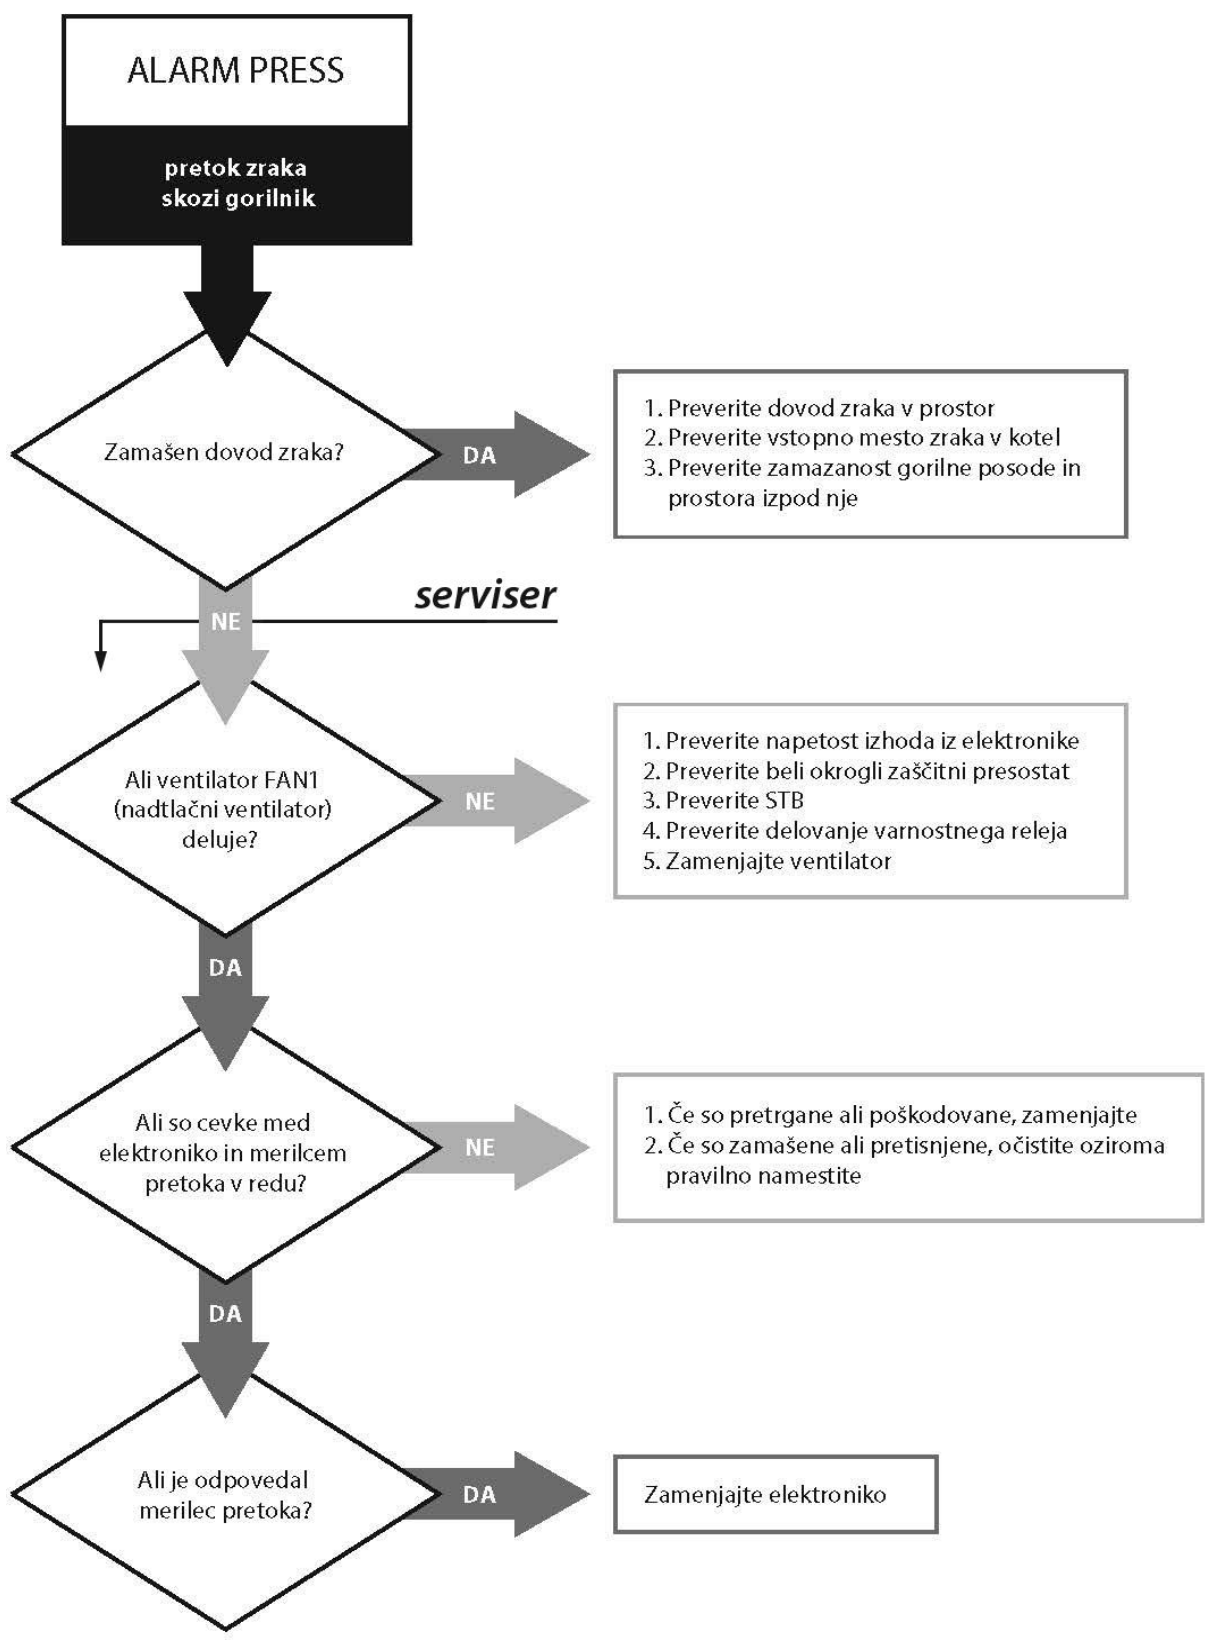 ALARM PRESS
pretok zraka
skozi gorilnik
Zamašen dovod zraka?
DA
1. Preverite dovod zraka v prostor
2. Preverite vstopno mesto zraka v kotel
3. Preverite zamazanost gorilne posode in
prostora izpod nje
NE
serviser
Ali ventilator FAN1
(nadtlačni ventilator)
deluje?
NE
1. Preverite napetost izhoda iz elektronike
2. Preverite beli okrogli zaščitni presostat
3. Preverite STB
4. Preverite delovanje varnostnega releja
5. Zamenjajte ventilator
DA
Ali so cevke med
elektroniko in merilcem
pretoka v redu?
NE
1. Če so pretrgane ali poškodovane, zamenjajte
2. Če so zamašene ali pretisnjene, očistite oziroma
pravilno namestite
DA
Ali je odpovedal
merilec pretoka?
DA
Zamenjajte elektroniko